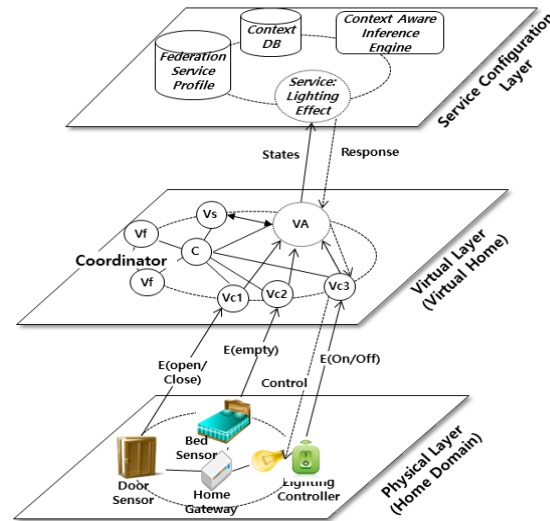 Context
DB
Context Aware
Inference
Engine
Federation
Service
Profile
Service:
Lighting
Effect
Service Configuration
Layer
States
Response
Vs
VA
Vf
C
Coordinator
Vf
Vc1
Vc2
Vc3
Virtual Layer
(Virtual Home)
E(open/
Close)
E(empty)
E(On/Off)
Control
Bed
Sensor
Door
Sensor
Home
Gateway
Lighting
Controller
Physical Layer
(Home Domain)